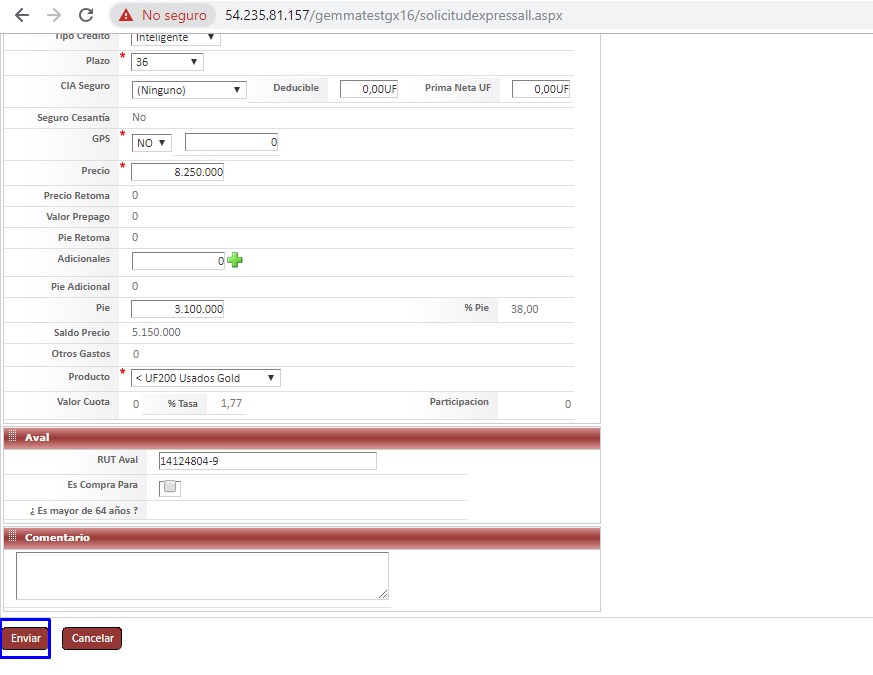 No seguro 54.235.81.157/gemmatestgx16/solicitudexpressall.aspx
Tipo Credito Inteligente
Plazo * 36
CIA Seguro (Ninguno) Deducible 0,00UF Prima Neta UF 0,00UF
Seguro Cesantía No
GPS * NO 0
Precio * 8.250.000
Precio Retoma 0
Valor Prepago 0
Pie Retoma 0
Adicionales 0
Pie Adicional 0
Pie 3.100.000 % Pie 38,00
Saldo Precio 5.150.000
Otros Gastos 0
Producto * < UF200 Usados Gold
Valor Cuota 0 % Tasa 1,77 Participacion 0
Aval
RUT Aval 14124804-9
Es Compra Para
¿ Es mayor de 64 años ?
Comentario
Enviar Cancelar